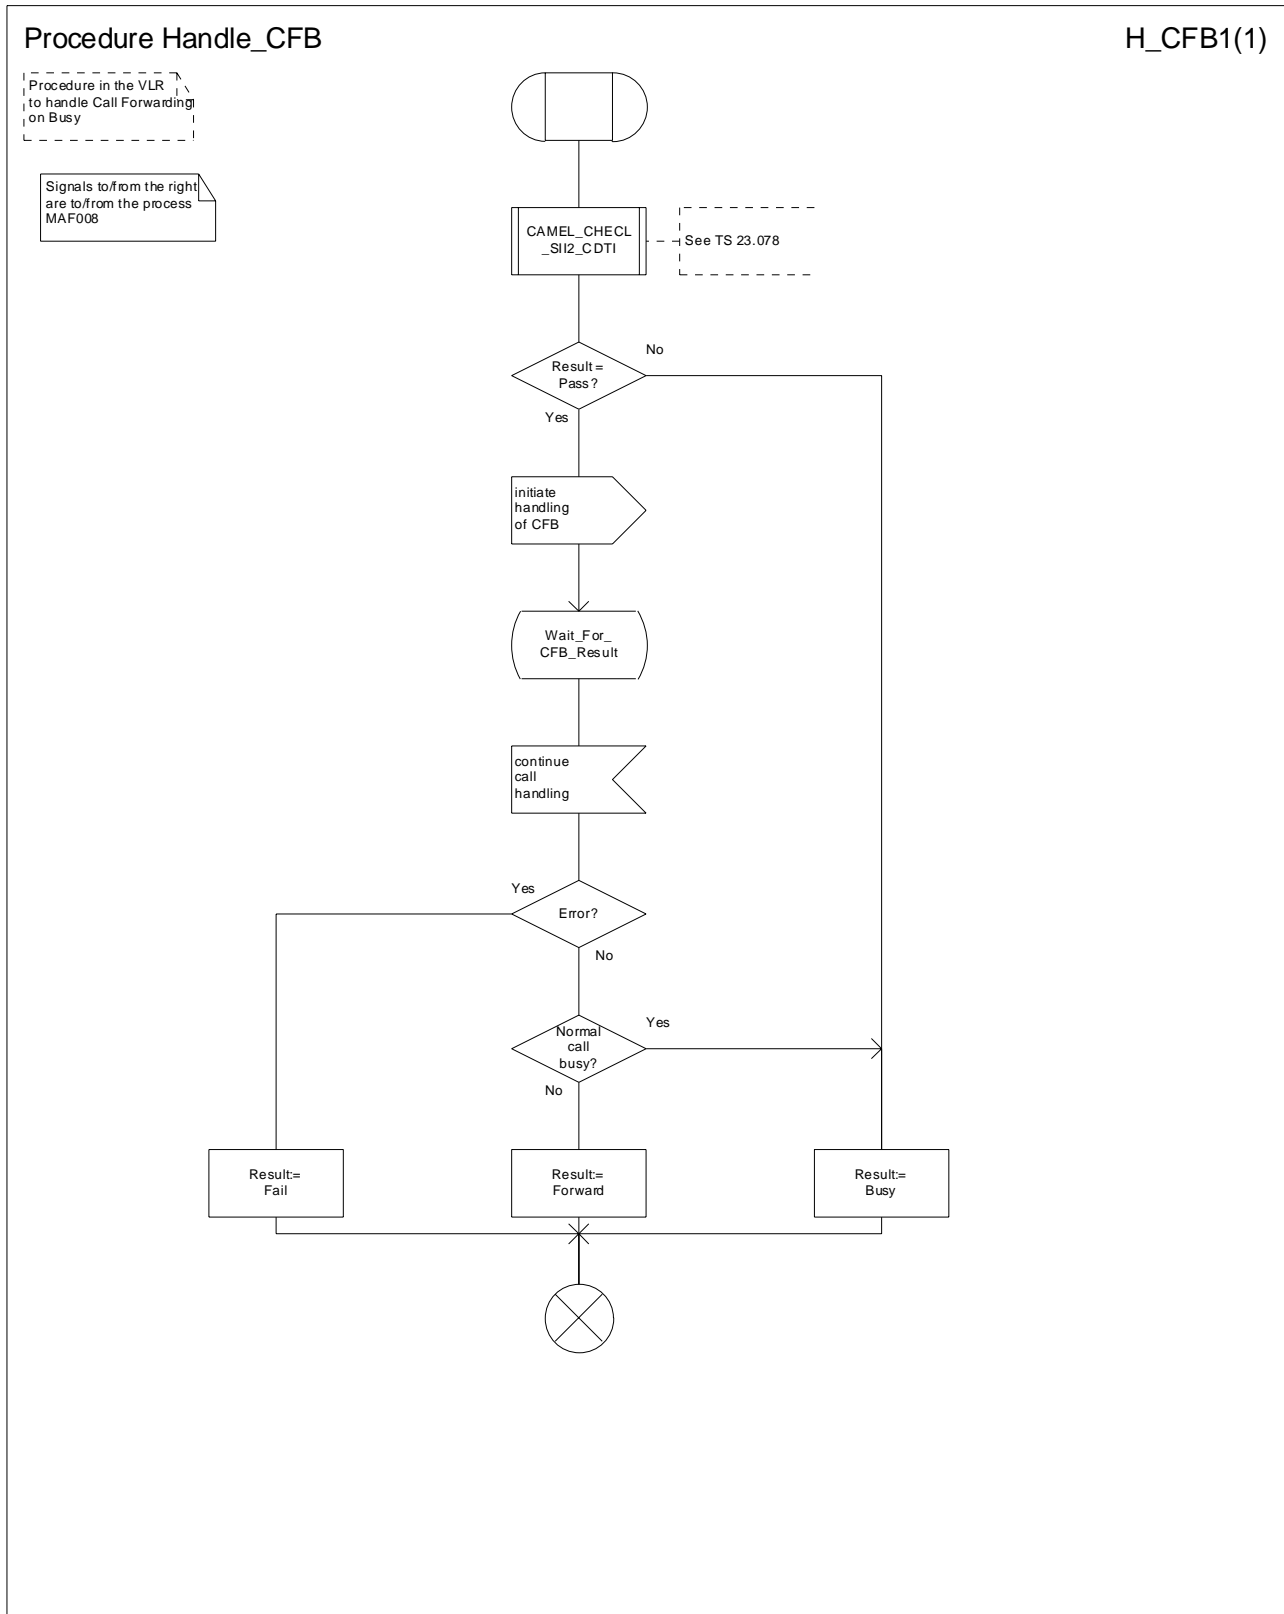 Procedure Handle_CFB
H_CFB1(1)
Procedure in the VLR
to handle Call Forwarding
on Busy
Signals to/from the right
are to/from the process
MAF008
CAMEL_CHECL
_SII2_CDTI
See TS 23.078
Result =
Pass?
No
Yes
initiate
handling
of CFB
Wait_For_
CFB_Result
continue
call
handling
Yes
Error?
No
Normal
call
busy?
Yes
No
Result:=
Fail
Result:=
Forward
Result:=
Busy